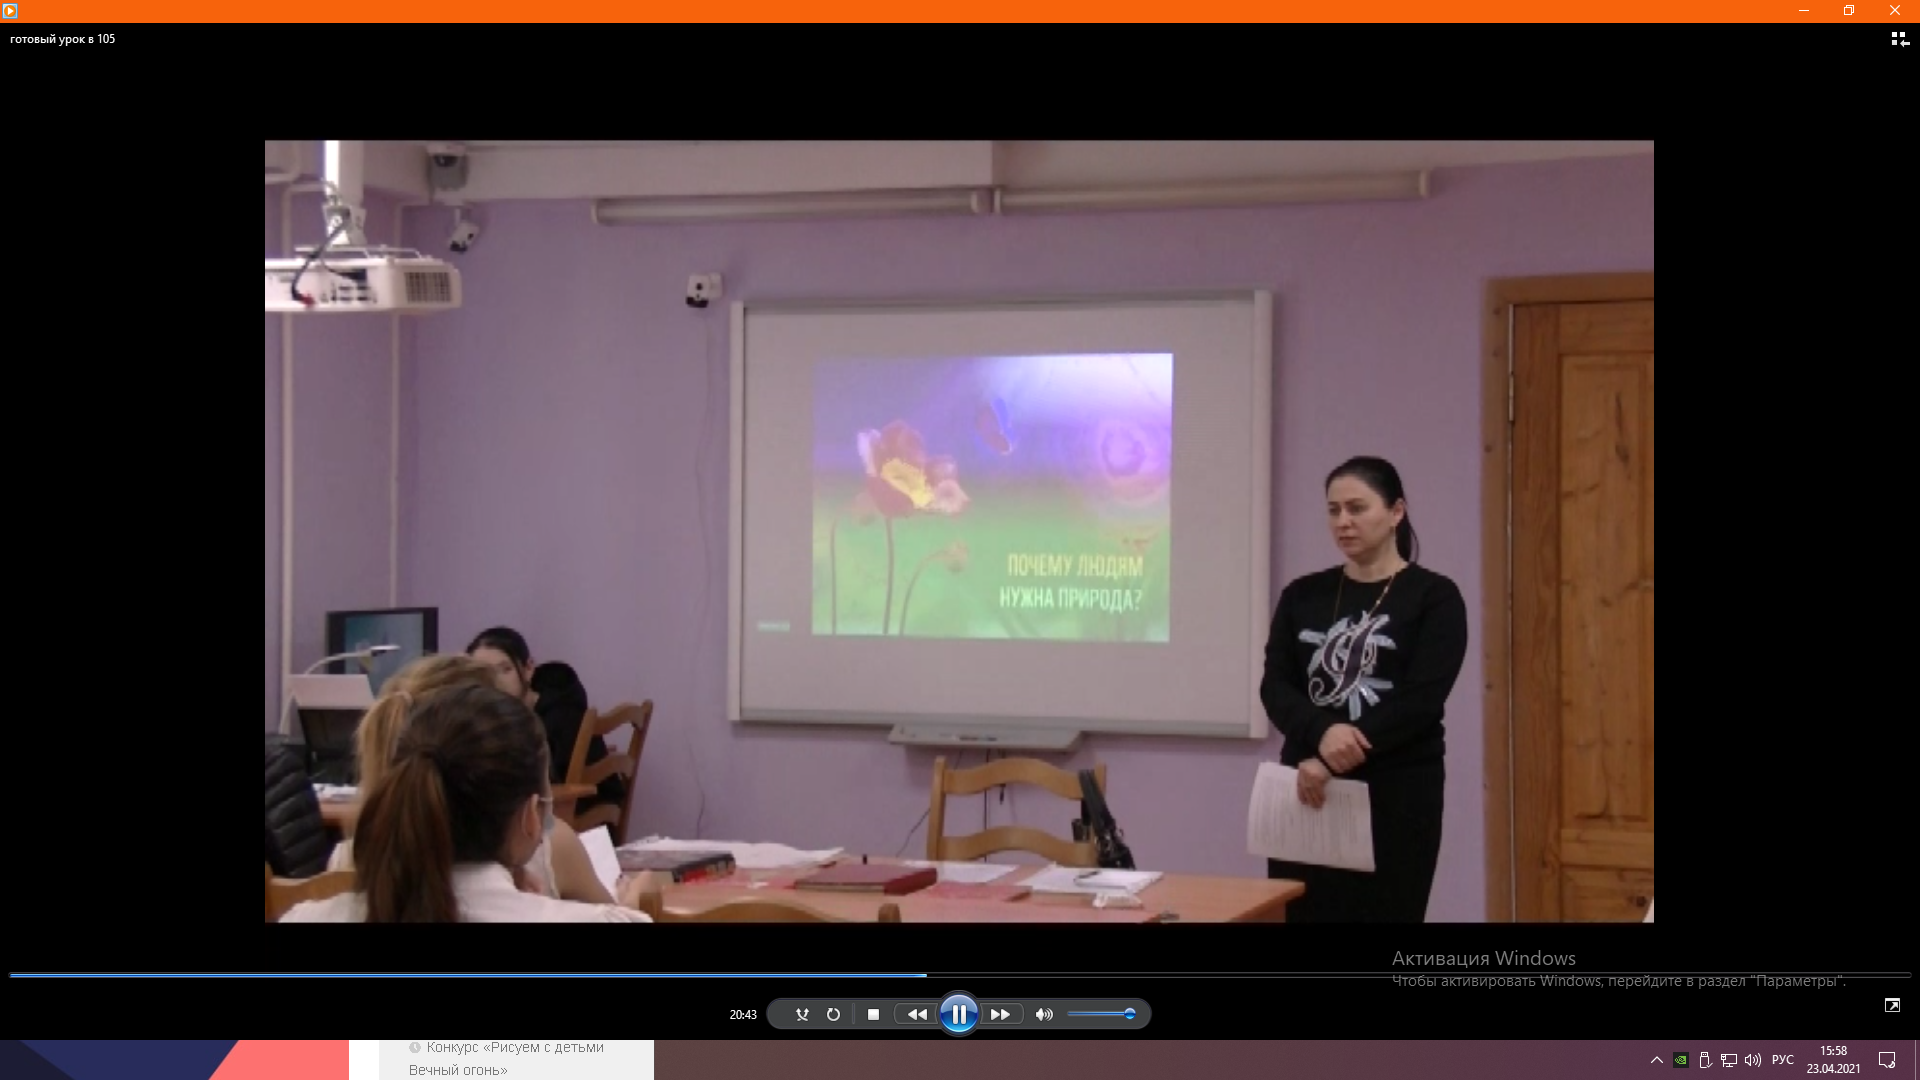 готовый урок в 105
ПОЧЕМУ ЛЮДЯМ
НУЖНА ПРИРОДА?
Активация Windows
Чтобы активировать Windows, перейдите в раздел "Параметры".
20:43
Конкурс «Рисуем с детьми
Вечный огонь»
РУС
15:58
23.04.2021